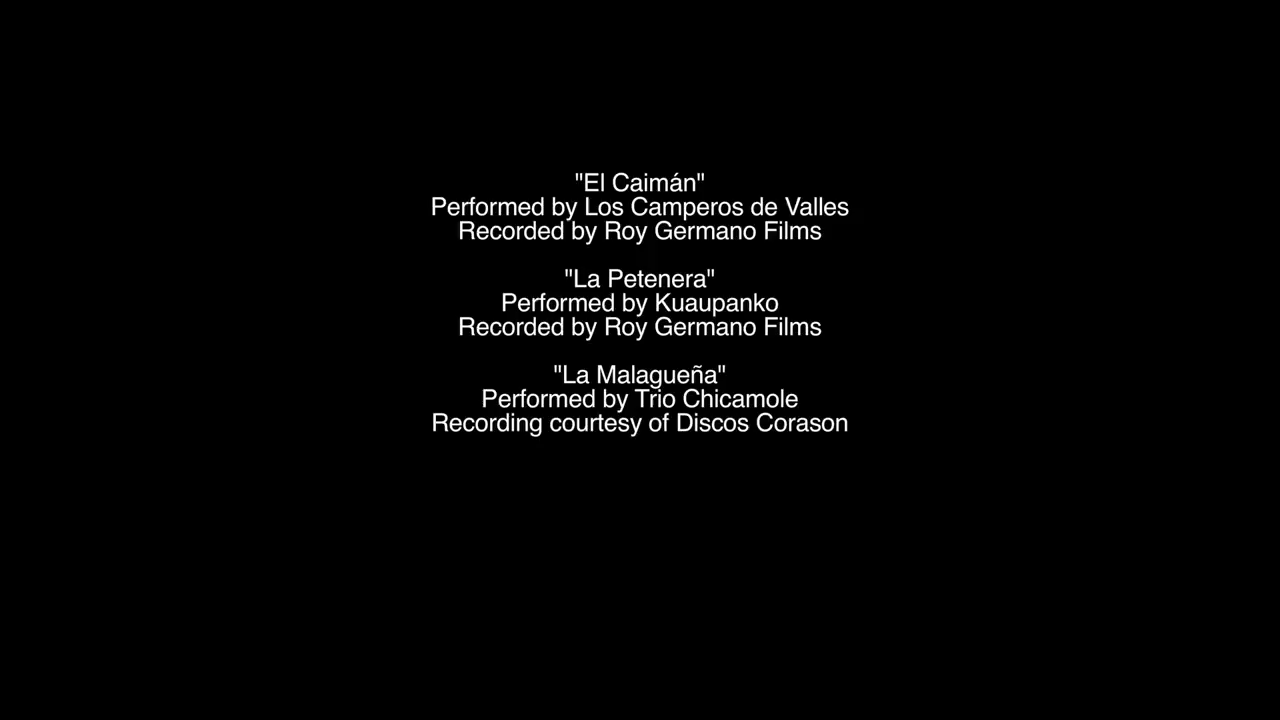 "El Caimán"
Performed by Los Camperos de Valles
Recorded by Roy Germano Films
"La Petenera"
Performed by Kuaupanko
Recorded by Roy Germano Films
"La Malagueña"
Performed by Trio Chicamole
Recording courtesy of Discos Corason